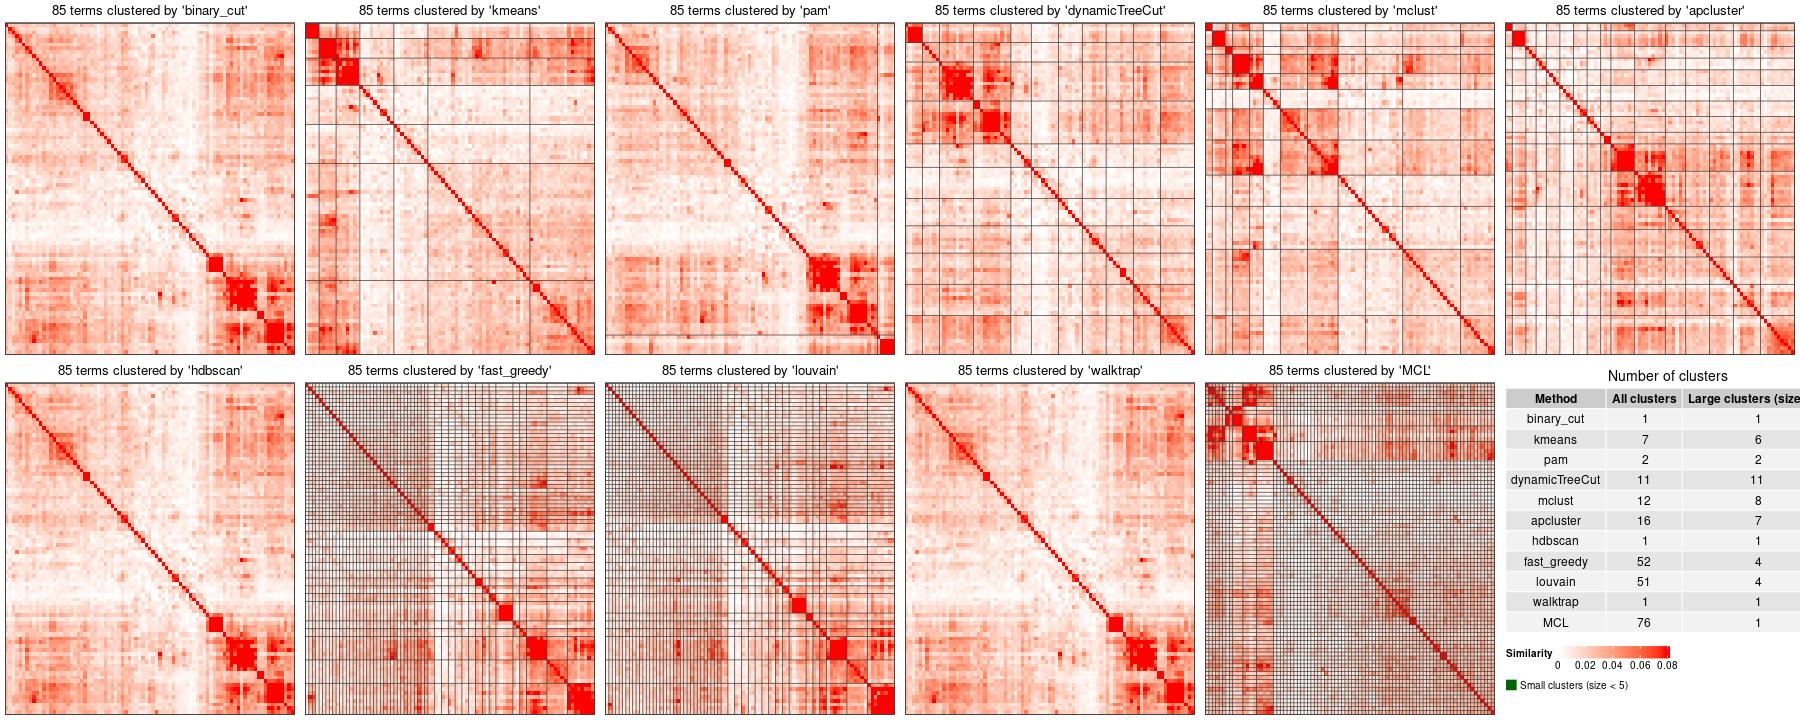 85 terms clustered by 'binary_cut'
85 terms clustered by 'kmeans'
85 terms clustered by 'pam'
85 terms clustered by 'dynamicTreeCut'
85 terms clustered by 'mclust'
85 terms clustered by 'apcluster'
85 terms clustered by 'hdbscan'
85 terms clustered by 'fast_greedy'
85 terms clustered by 'louvain'
85 terms clustered by 'walktrap'
85 terms clustered by 'MCL'
Number of clusters
Method All clusters Large clusters (size
binary_cut 1 1
kmeans 7 6
pam 2 2
dynamicTreeCut 11 11
mclust 12 8
apcluster 16 7
hdbscan 1 1
fast_greedy 52 4
louvain 51 4
walktrap 1 1
MCL 76 1
Similarity
0 0.02 0.04 0.06 0.08
Small clusters (size < 5)